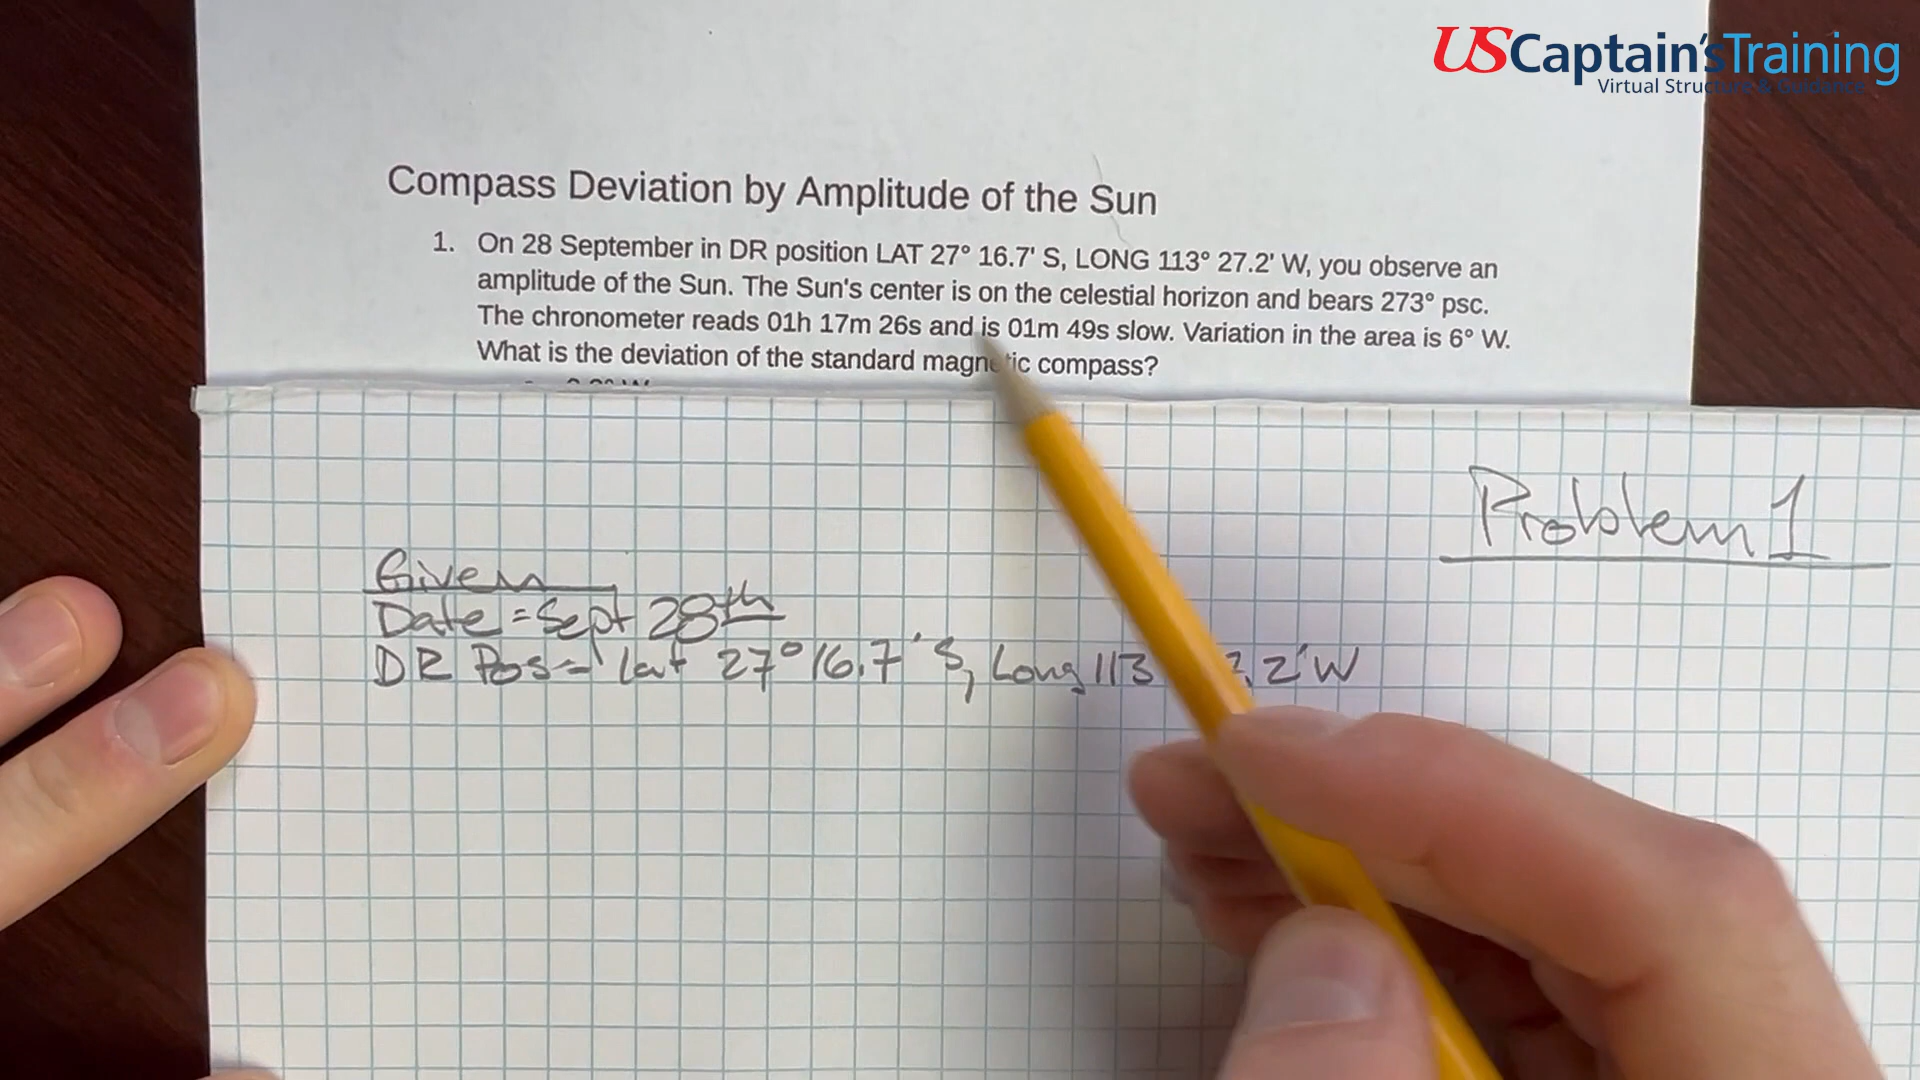 USCaptain'sTraining
Virtual Structure & Guidance
Compass Deviation by Amplitude of the Sun
1. On 28 September in DR position LAT 27° 16.7' S, LONG 113° 27.2' W, you observe an
amplitude of the Sun. The Sun's center is on the celestial horizon and bears 273° psc.
The chronometer reads 01h 17m 26s and is 01m 49s slow. Variation in the area is 6° W.
What is the deviation of the standard magnetic compass?
Problem 1
Given
Date = Sept 28th
DR Pos = lat 27° 16.7' S, Long 113 2.2' W